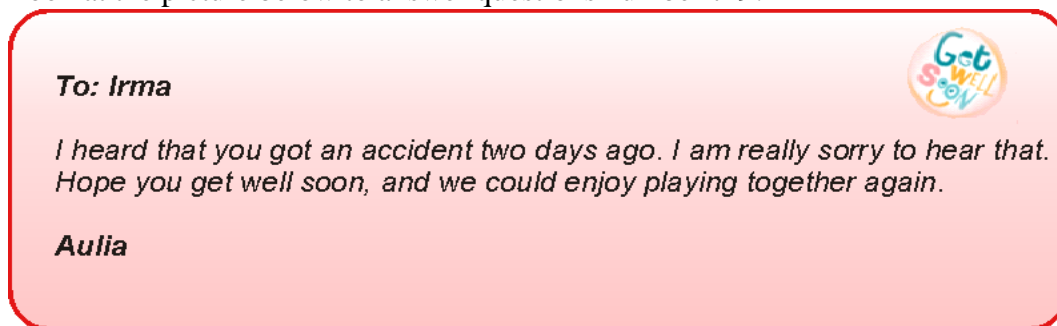 Get
WELL
SOON
To: Irma
I heard that you got an accident two days ago. I am really sorry to hear that.
Hope you get well soon, and we could enjoy playing together again.
Aulia